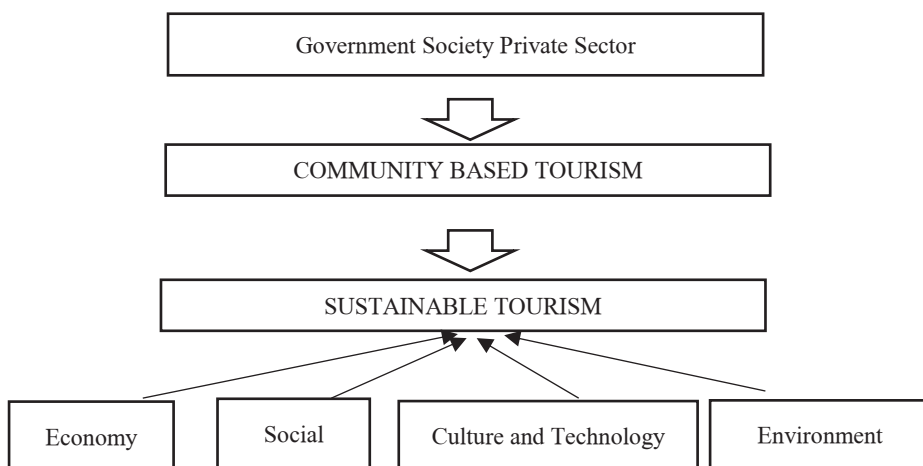 Government Society Private Sector
COMMUNITY BASED TOURISM
SUSTAINABLE TOURISM
Economy
Social
Culture and Technology
Environment